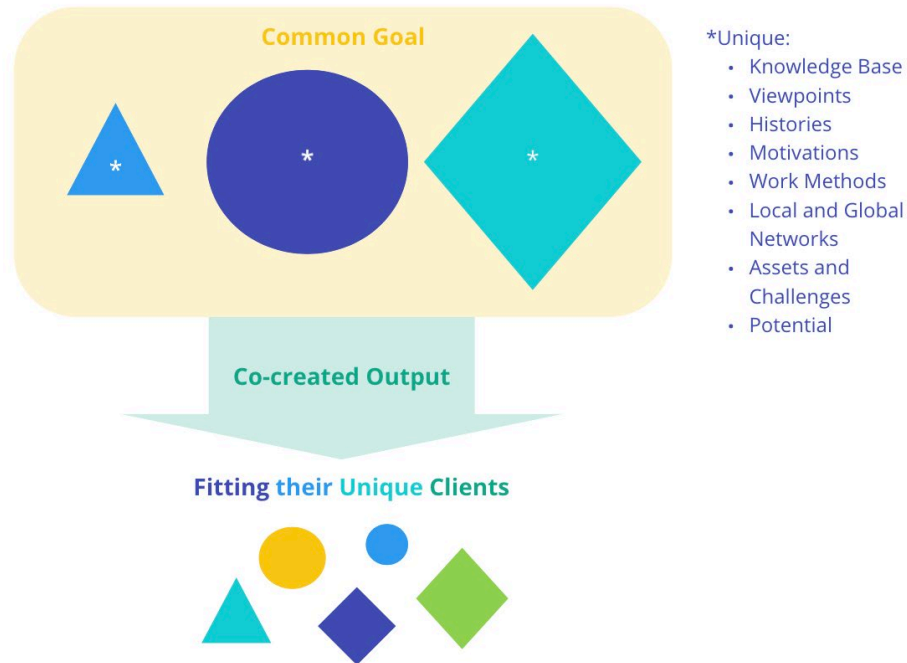 Common Goal
*
*
*
*Unique:
• Knowledge Base
• Viewpoints
• Histories
• Motivations
• Work Methods
• Local and Global
Networks
• Assets and
Challenges
• Potential
Co-created Output
Fitting their Unique Clients